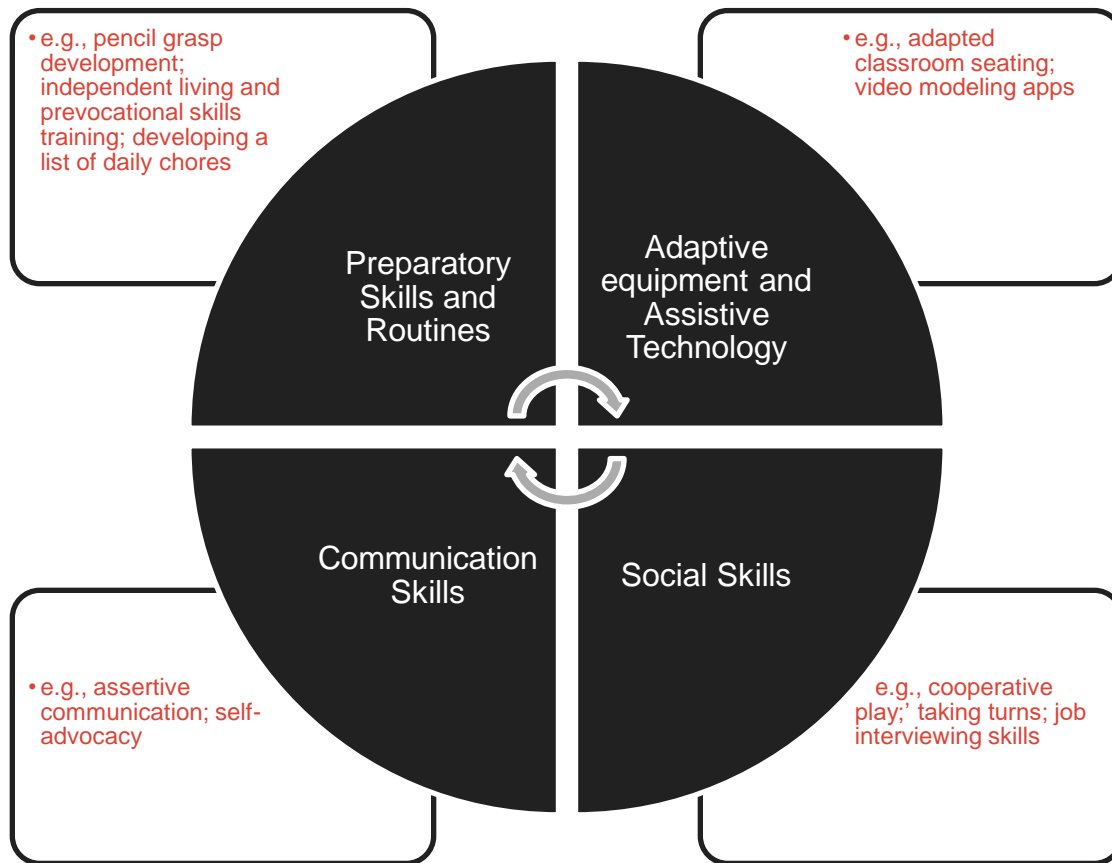 • e.g., pencil grasp
development;
independent living and
prevocational skills
training; developing a
list of daily chores
• e.g., adapted
classroom seating;
video modeling apps
Preparatory
Skills and
Routines
Adaptive
equipment and
Assistive
Technology
Communication
Skills
Social Skills
• e.g., assertive
communication; self-
advocacy
e.g., cooperative
play;’ taking turns; job
interviewing skills